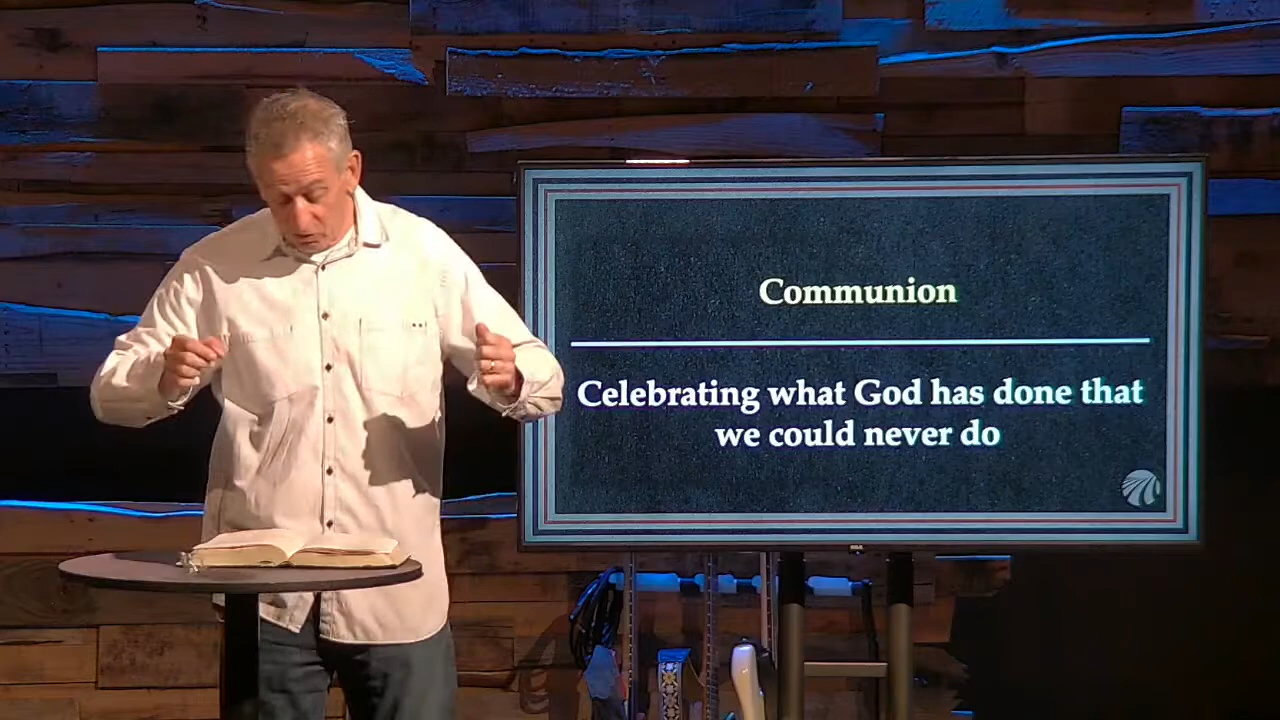 Communion
Celebrating what God has done that
we could never do